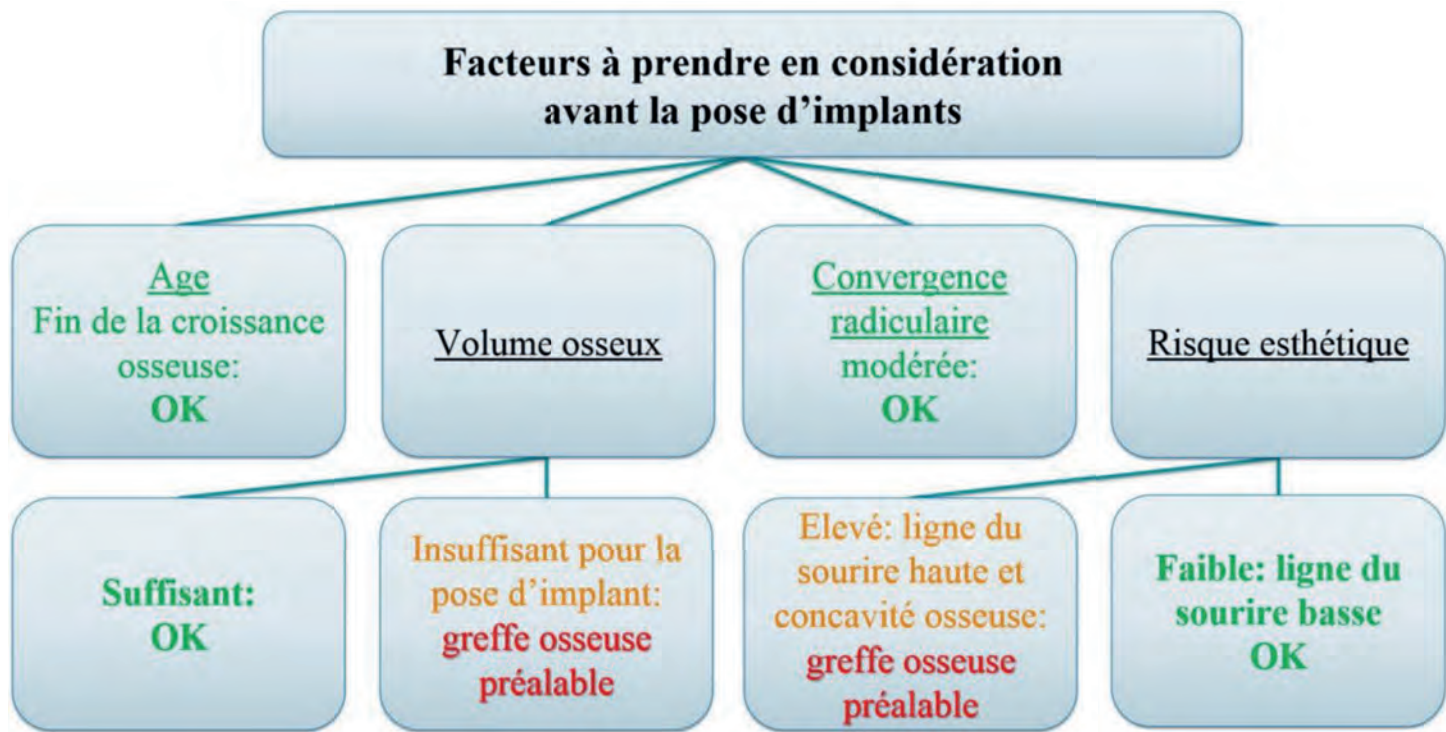 Facteurs à prendre en considération
avant la pose d’implants
Age
Fin de la croissance
osseuse:
OK
Volume osseux
Convergence
radiculaire
modérée:
OK
Risque esthétique
Suffisant:
OK
Insuffisant pour la
pose d’implant:
greffe osseuse
préalable
Elevé: ligne du
sourire haute et
concavité osseuse:
greffe osseuse
préalable
Faible: ligne du
sourire basse
OK